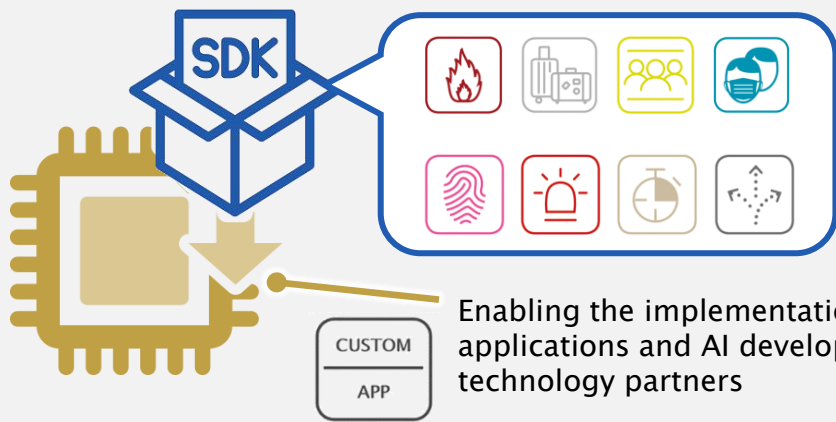 SDK
CUSTOM
APP
Enabling the implementatio
applications and AI develop
technology partners